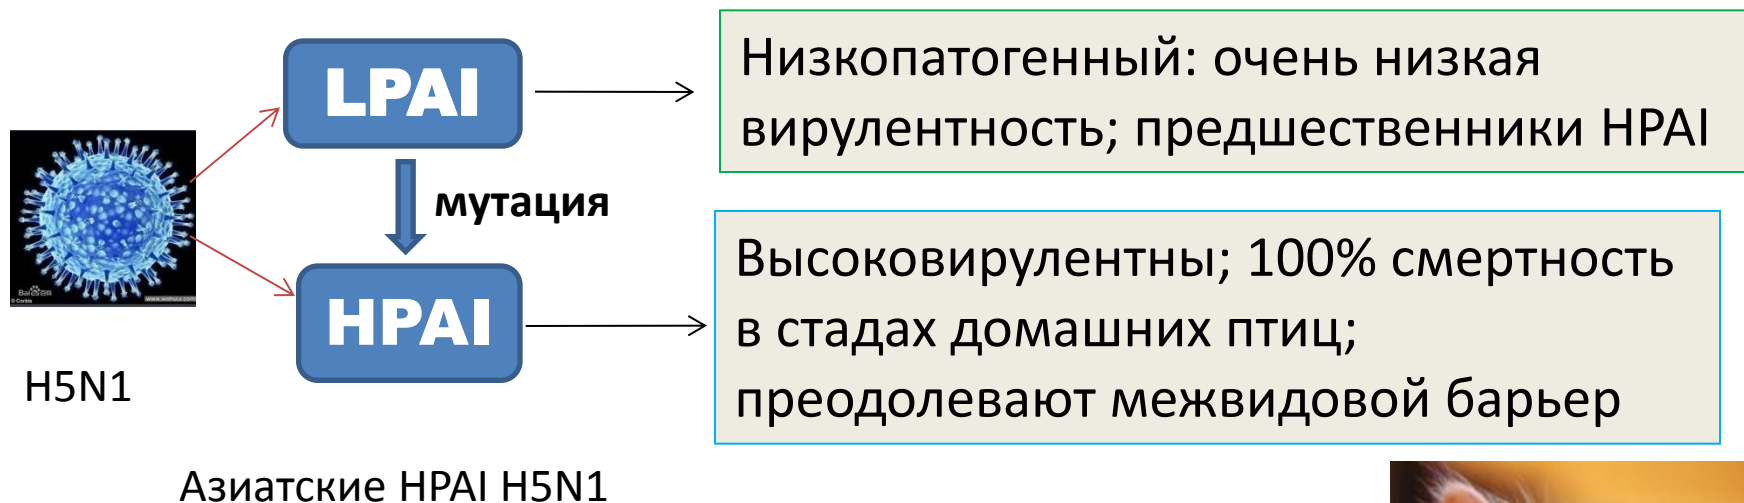 LPAI
Низкопатогенный: очень низкая
вирулентность; предшественники HPAI
мутация
HPAI
Высоковирулентны; 100% смертность
в стадах домашних птиц;
преодолевают межвидовой барьер
H5N1
Азиатские HPAI H5N1